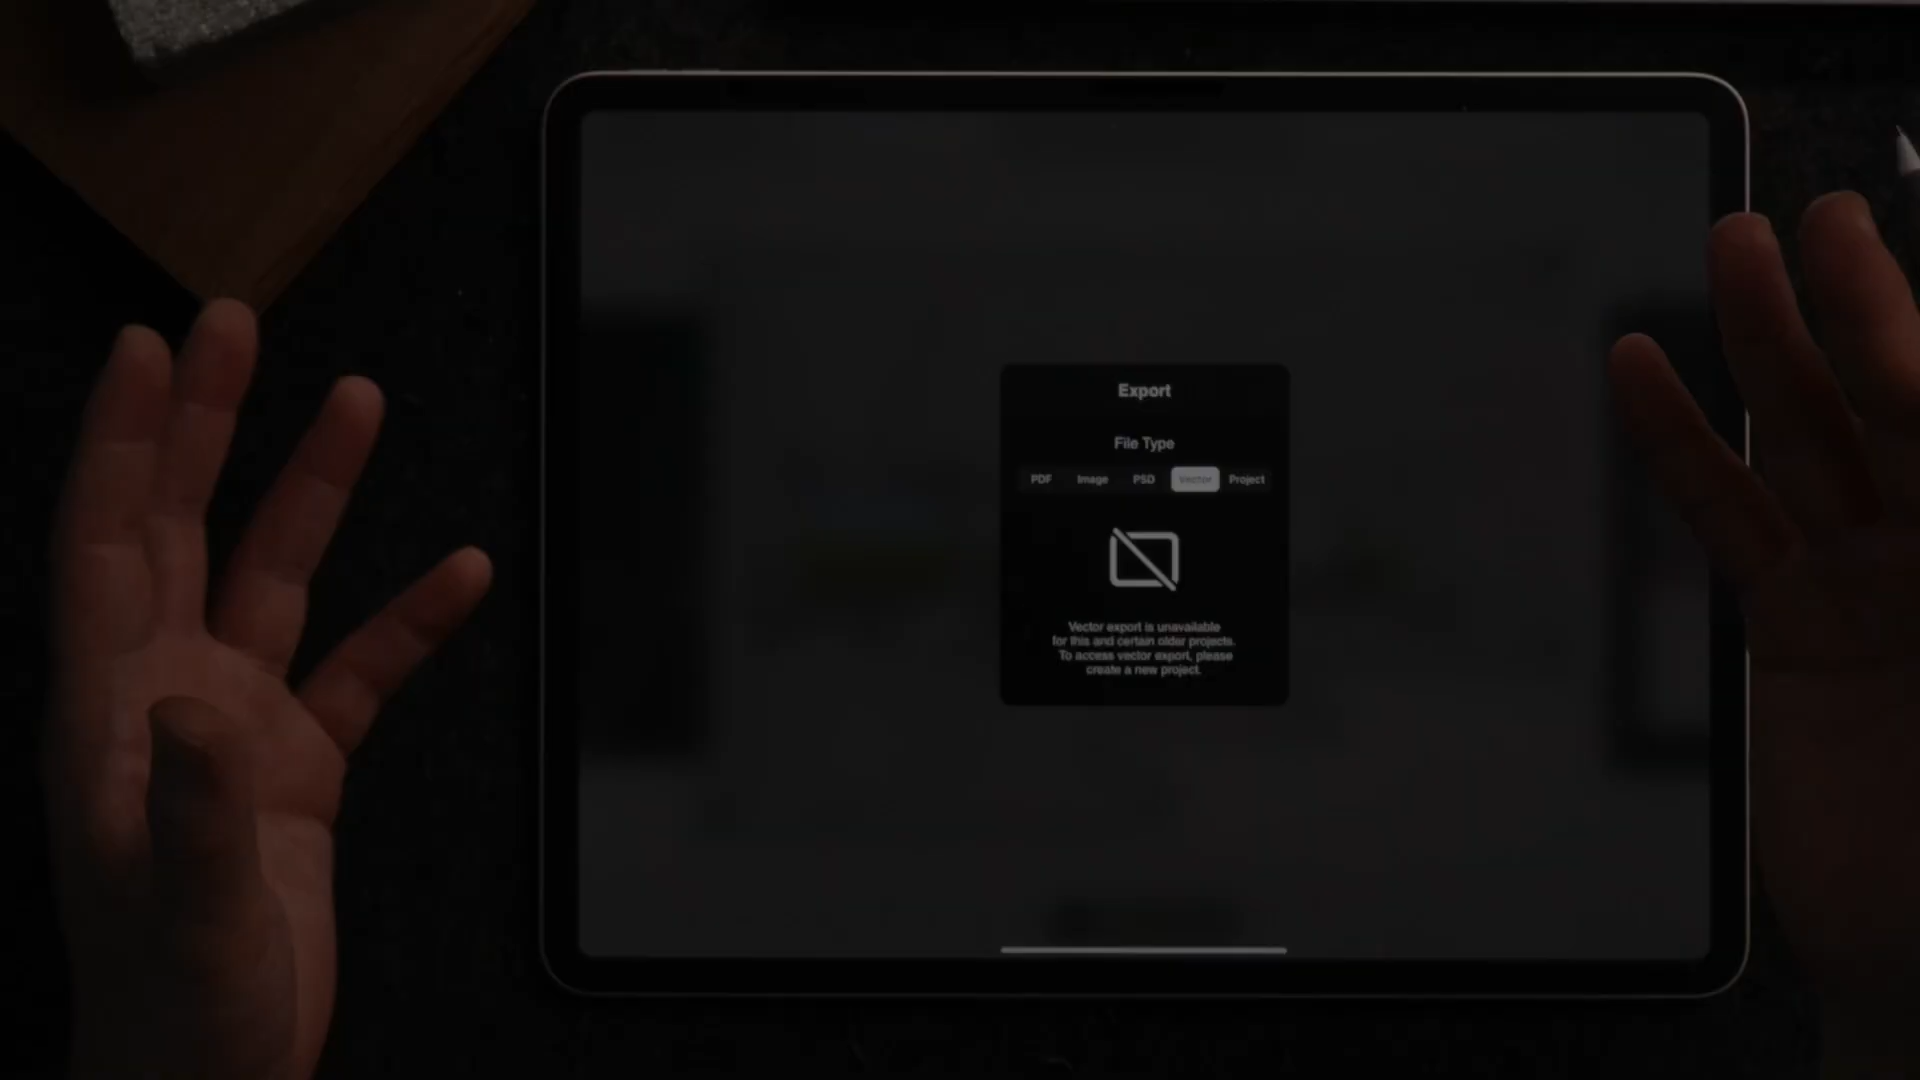 Export
File Type
PDF Image PSD Vector Project
Vector export is unavailable
for this and certain older projects.
To access vector export, please
create a new project.